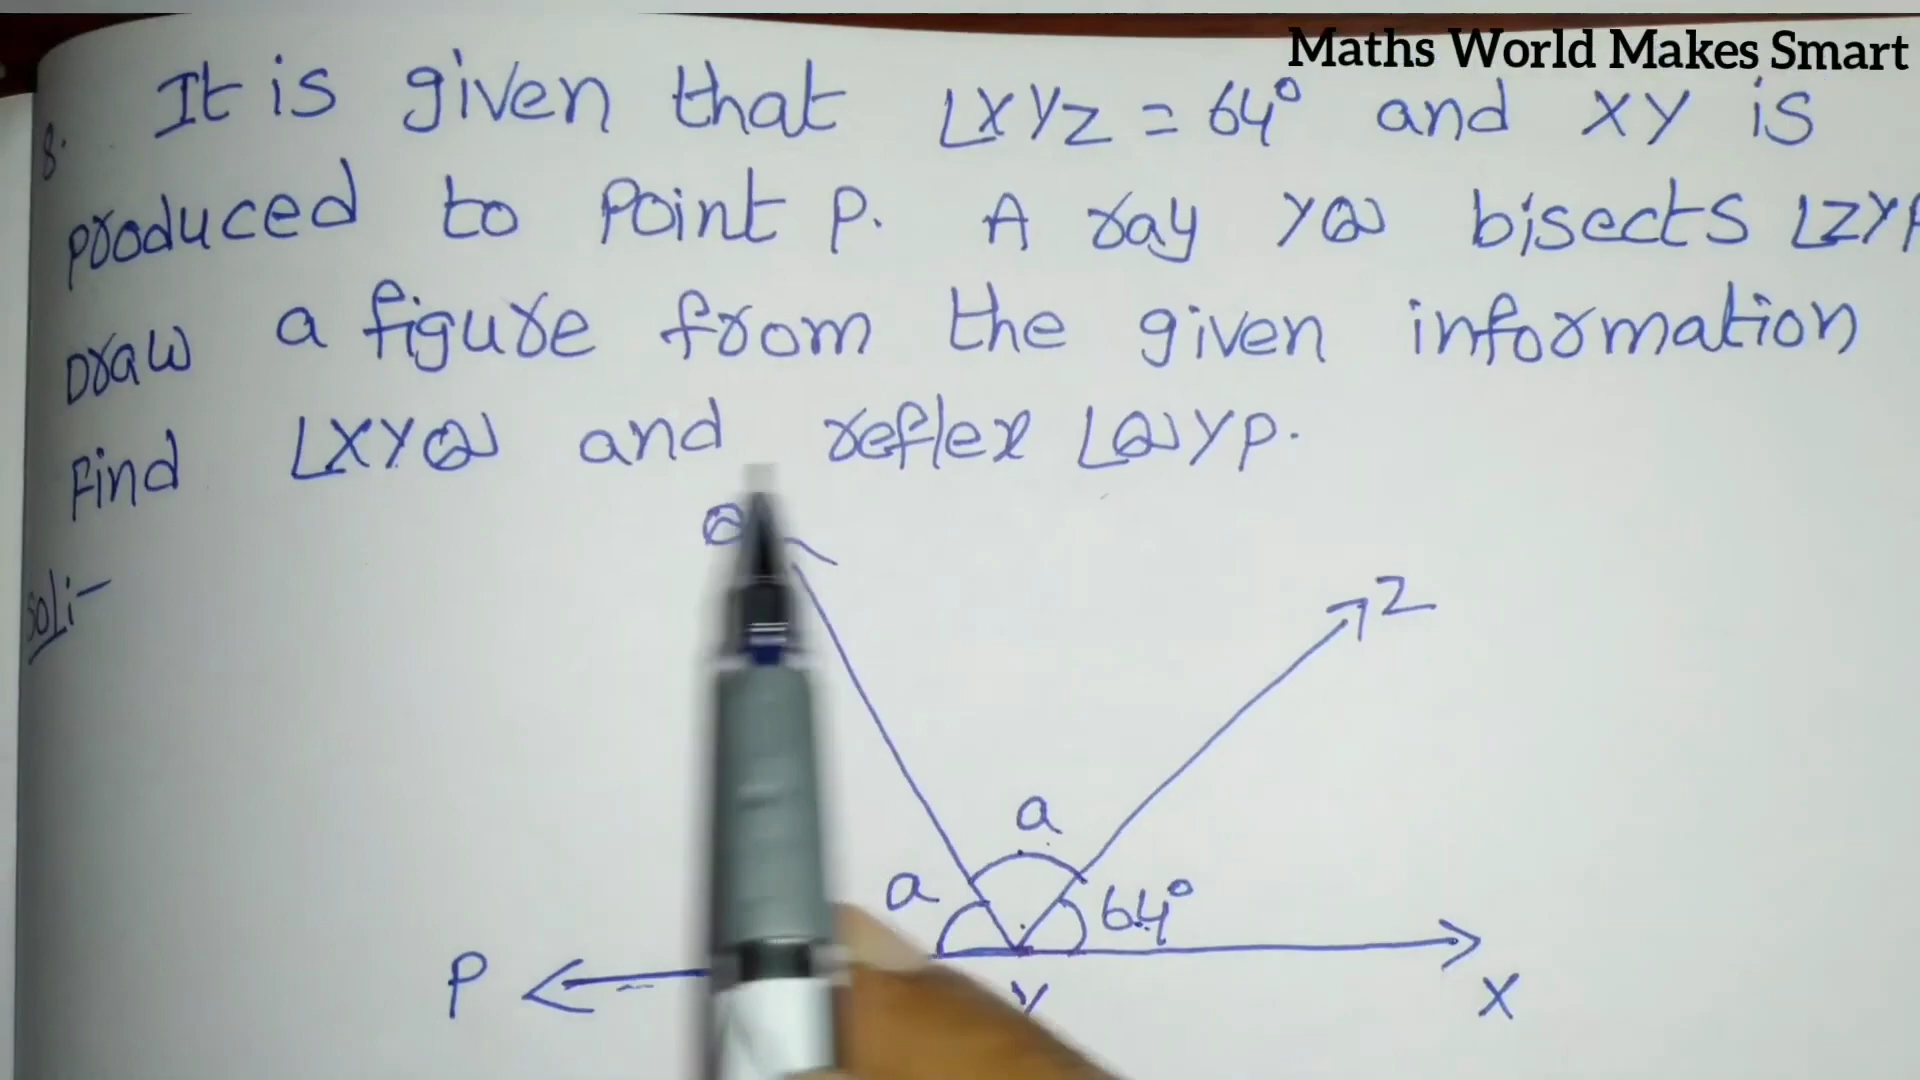 Maths World Makes Smart
8. It is given that ∠XYZ = 64° and XY is
produced to Point P. A ray YQ bisects ∠ZYP
Draw a figure from the given information
Find ∠XYQ and reflex ∠QYP.
Q
Sol:-
Z
a
a
64°
P
Y
X